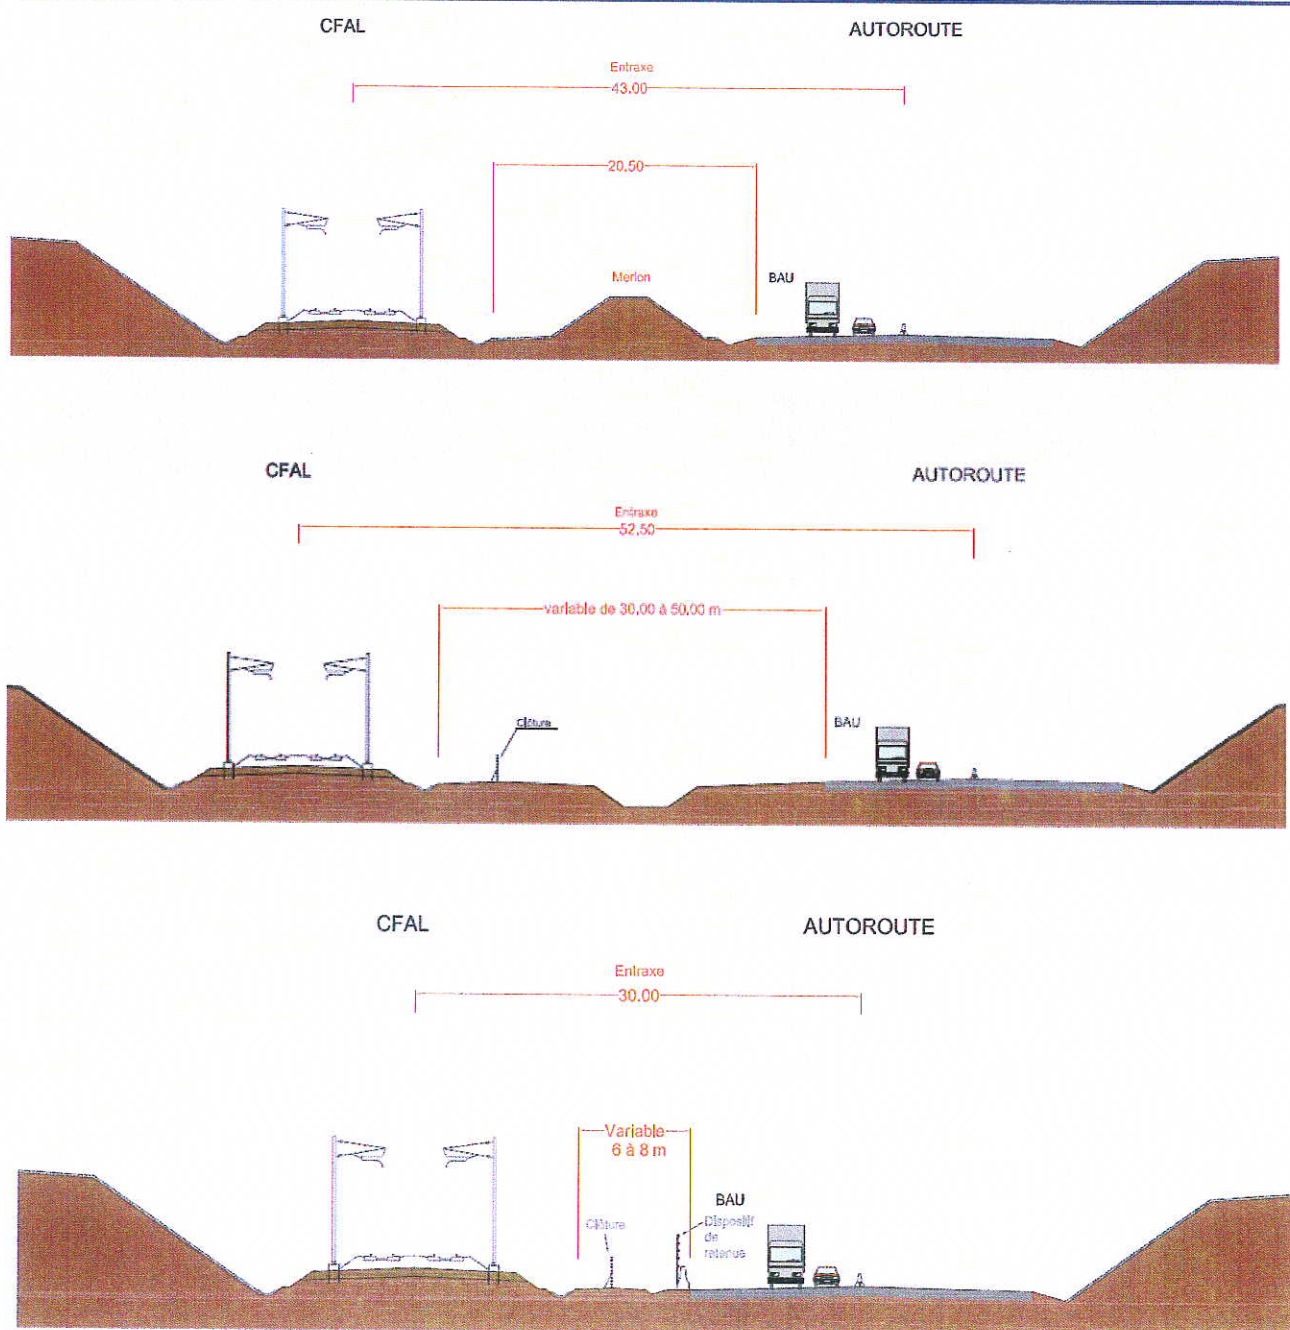 CFAL
AUTOROUTE
Entraxe
43.00
20.50
Merlon
BAU
CFAL
AUTOROUTE
Entraxe
52.50
variable de 30.00 à 50.00 m
Clôture
BAU
CFAL
AUTOROUTE
Entraxe
30.00
Variable
6 à 8 m
BAU
Clôture
Dispositif
de
retenue